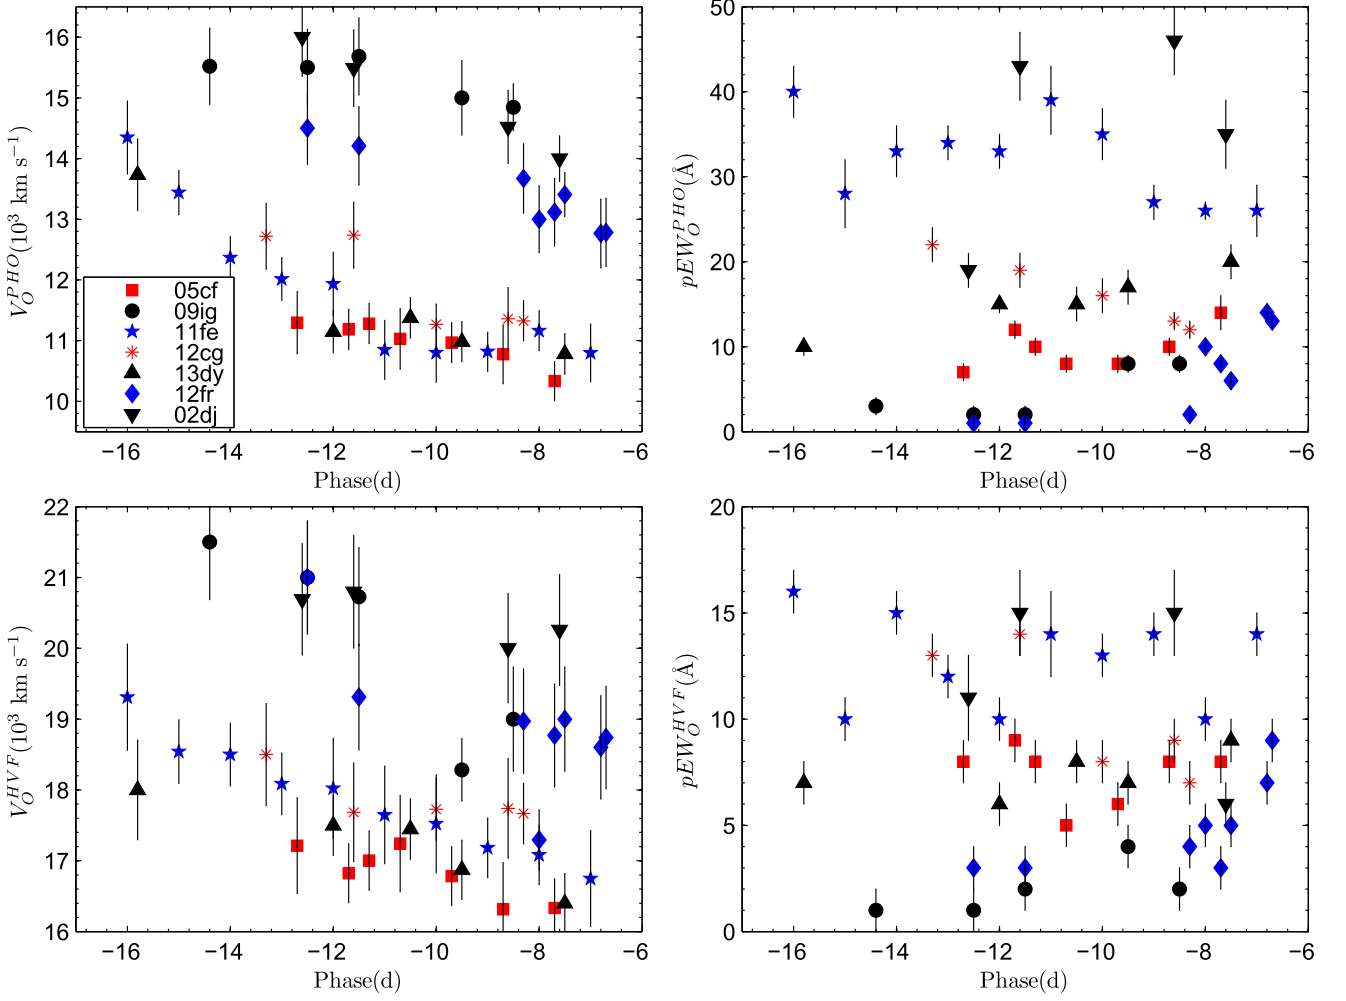 16
15
14
13
12
11
10
V_O^{PHO}(10^3 km s^{-1})
05cf
09ig
11fe
12cg
13dy
12fr
02dj
−16 −14 −12 −10 −8 −6
Phase(d)
50
40
30
20
10
0
pEW_O^{PHO}(Å)
−16 −14 −12 −10 −8 −6
Phase(d)
22
21
20
19
18
17
16
V_O^{HVF}(10^3 km s^{-1})
−16 −14 −12 −10 −8 −6
Phase(d)
20
15
10
5
0
pEW_O^{HVF}(Å)
−16 −14 −12 −10 −8 −6
Phase(d)